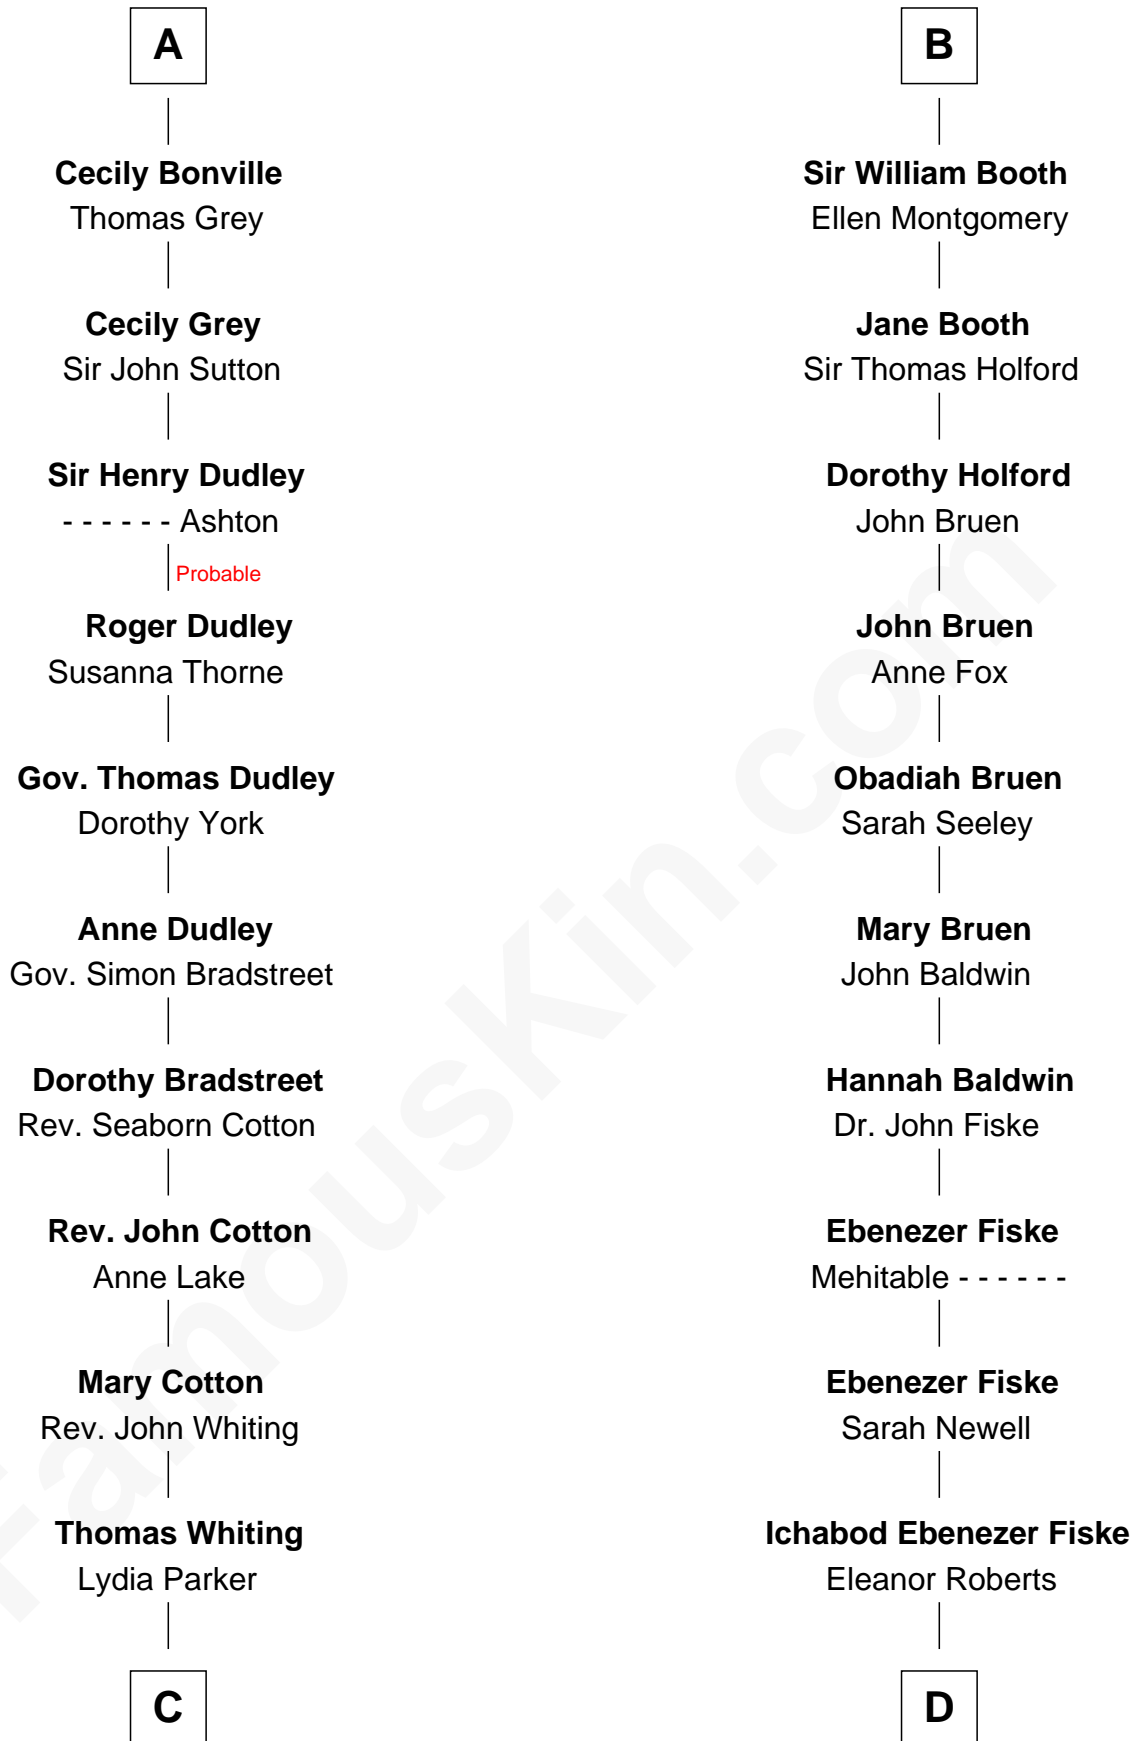 A
Cecily Bonville
Thomas Grey
Cecily Grey
Sir John Sutton
Sir Henry Dudley
- - - - - - Ashton
Probable
Roger Dudley
Susanna Thorne
Gov. Thomas Dudley
Dorothy York
Anne Dudley
Gov. Simon Bradstreet
Dorothy Bradstreet
Rev. Seaborn Cotton
Rev. John Cotton
Anne Lake
Mary Cotton
Rev. John Whiting
Thomas Whiting
Lydia Parker
C
B
Sir William Booth
Ellen Montgomery
Jane Booth
Sir Thomas Holford
Dorothy Holford
John Bruen
John Bruen
Anne Fox
Obadiah Bruen
Sarah Seeley
Mary Bruen
John Baldwin
Hannah Baldwin
Dr. John Fiske
Ebenezer Fiske
Mehitable - - - - - -
Ebenezer Fiske
Sarah Newell
Ichabod Ebenezer Fiske
Eleanor Roberts
D
FamousKin.com